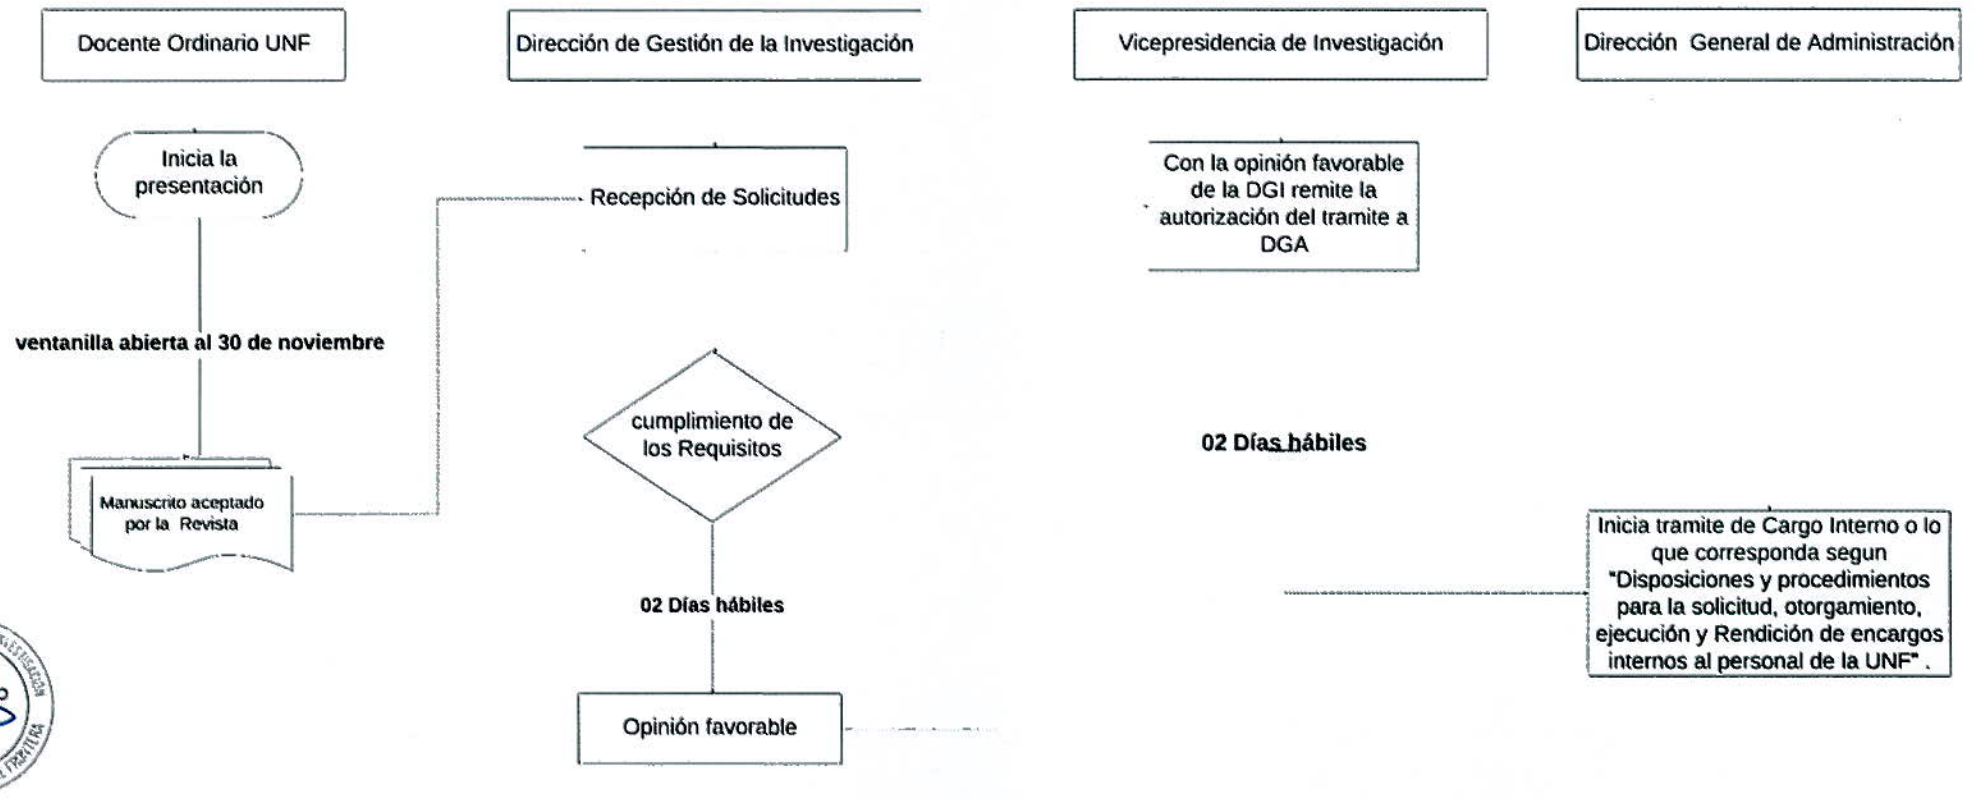 Docente Ordinario UNF
Dirección de Gestión de la Investigación
Vicepresidencia de Investigación
Dirección General de Administración
Inicia la
presentación
ventanilla abierta al 30 de noviembre
Manuscrito aceptado
por la Revista
Recepción de Solicitudes
cumplimiento de
los Requisitos
02 Días hábiles
Opinión favorable
Con la opinión favorable
de la DGI remite la
autorización del tramite a
DGA
02 Días hábiles
Inicia tramite de Cargo Interno o lo
que corresponda segun
"Disposiciones y procedimientos
para la solicitud, otorgamiento,
ejecución y Rendición de encargos
internos al personal de la UNF" .